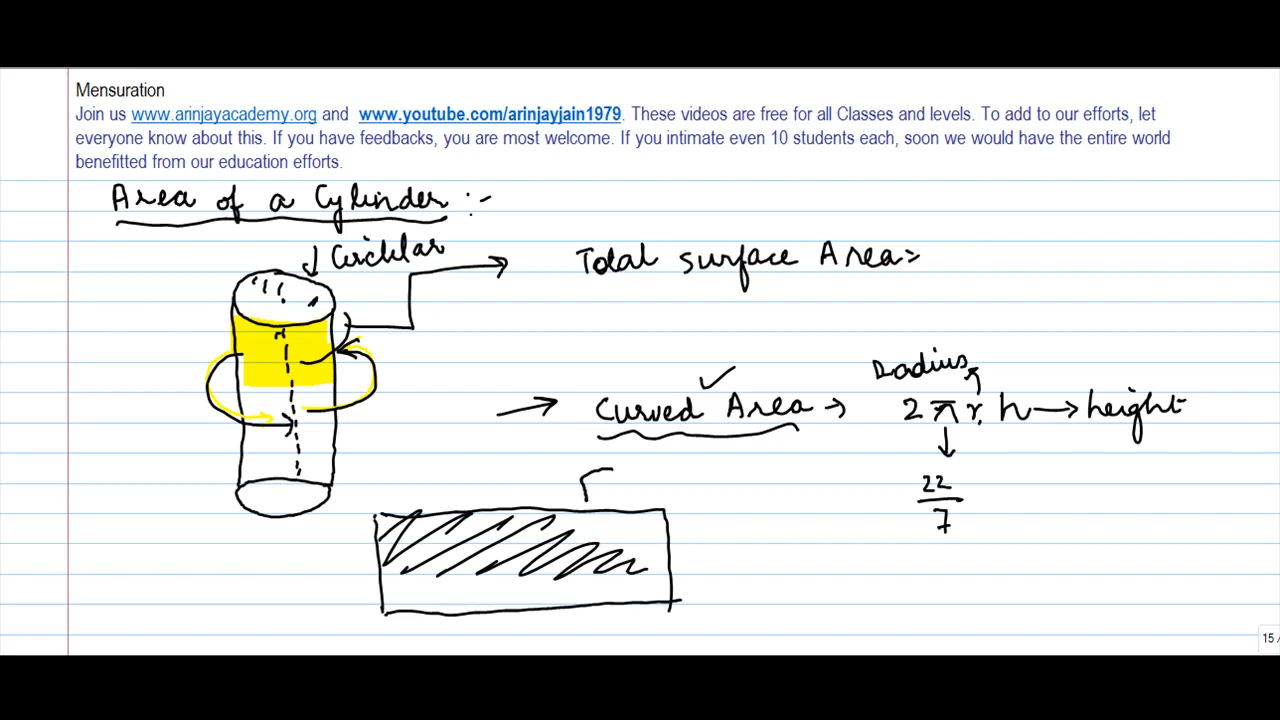 Mensuration
Join us www.arinjayacademy.org and www.youtube.com/arinjayjain1979. These videos are free for all Classes and levels. To add to our efforts, let
everyone know about this. If you have feedbacks, you are most welcome. If you intimate even 10 students each, soon we would have the entire world
benefitted from our education efforts.
Area of a Cylinder :-
↓ Circular
Total surface Area =
Radius
→ Curved Area → 2 π r h → height
22
7
15